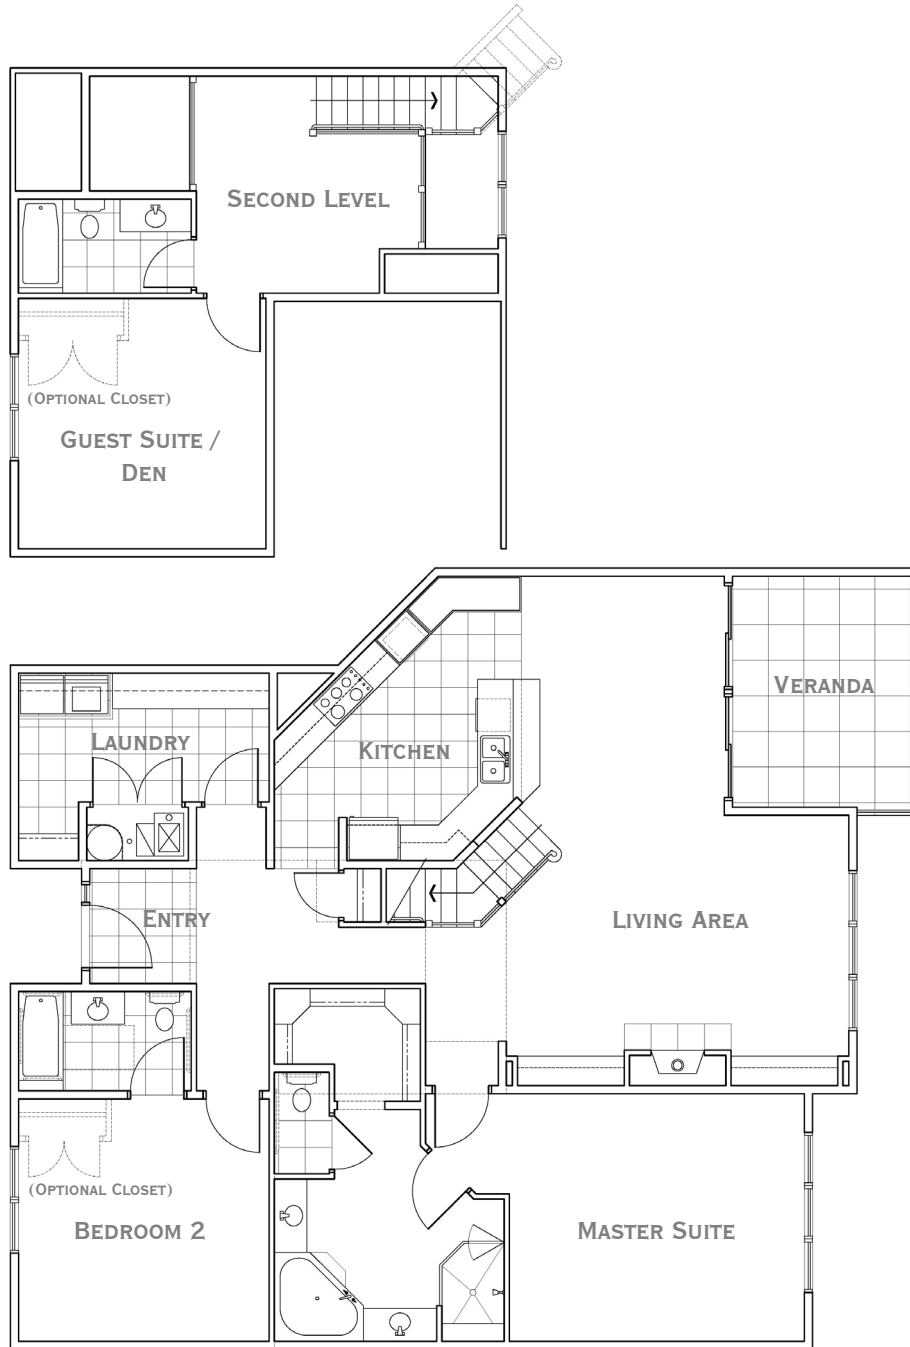 Second Level
(Optional Closet)
Guest Suite /
Den
Veranda
Laundry
Kitchen
Entry
Living Area
(Optional Closet)
Bedroom 2
Master Suite